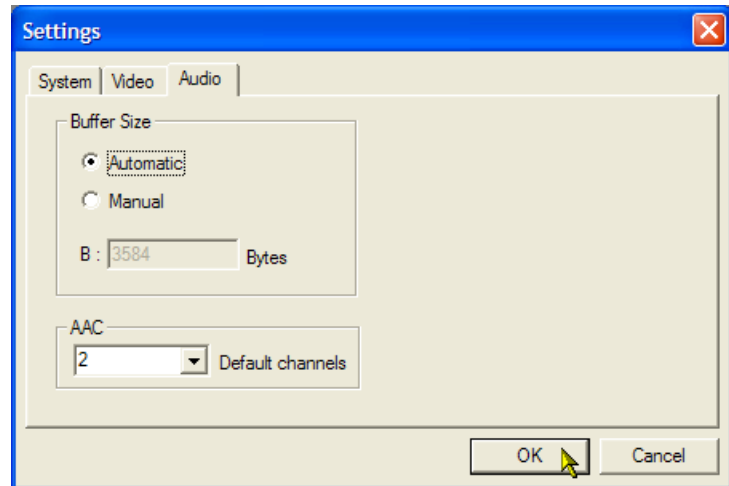 Settings
System Video Audio
Buffer Size
Automatic
Manual
B : 3584 Bytes
AAC
2 Default channels
OK Cancel